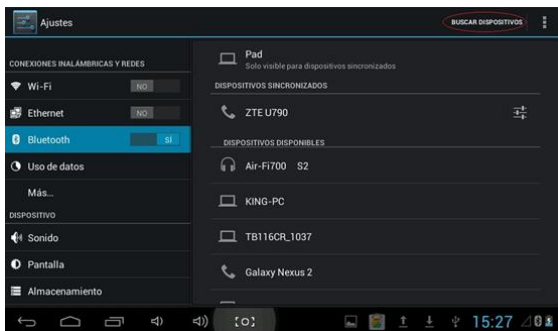 Ajustes
BUSCAR DISPOSITIVOS
CONEXIONES INALÁMBRICAS Y REDES
Wi-Fi
NO
Ethernet
NO
Bluetooth
SÍ
Uso de datos
Más...
DISPOSITIVO
Sonido
Pantalla
Almacenamiento
Pad
Solo visible para dispositivos sincronizados
DISPOSITIVOS SINCRONIZADOS
ZTE U790
DISPOSITIVOS DISPONIBLES
Air-Fi700 S2
KING-PC
TB116CR_1037
Galaxy Nexus 2
15:27